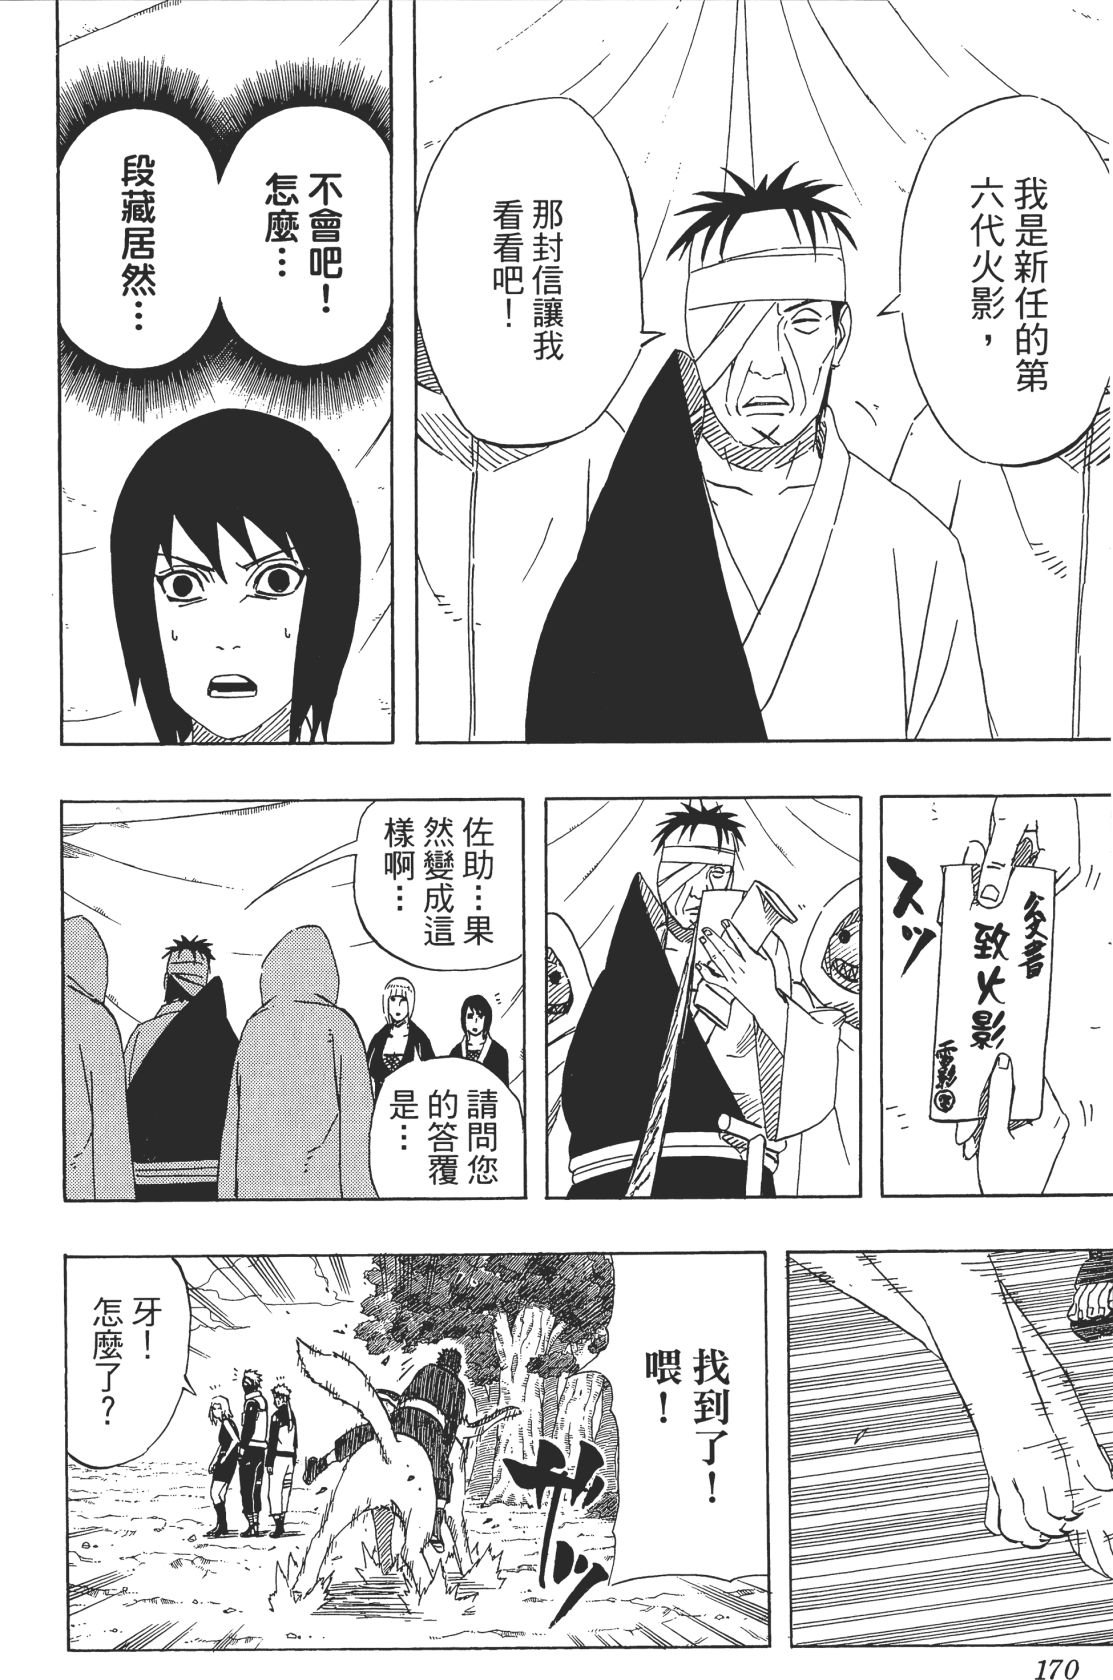 我是新任的第
六代火影，
那封信讓我
看看吧！
不會吧！
怎麼…
段藏居然…
スッ
文書
致火影
雷影
佐助…果
然變成這
樣啊…
請問您
的答覆
是…
找到了！
喂！
ザッ
牙！
怎麼了？
170